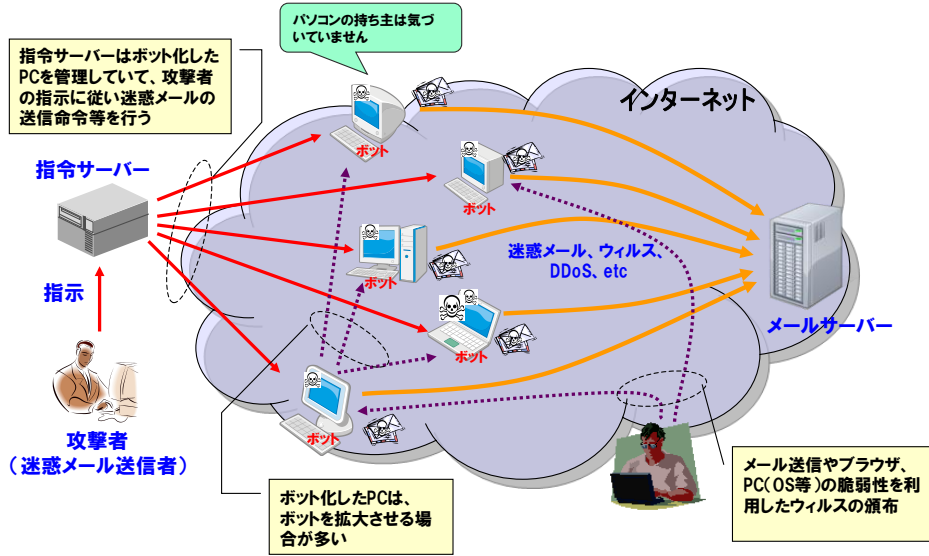 パソコンの持ち主は気づ
いていません
指令サーバーはボット化した
PCを管理していて、攻撃者
の指示に従い迷惑メールの
送信命令等を行う
インターネット
指令サーバー
ボット
ボット
迷惑メール、ウィルス、
DDoS、etc
ボット
指示
メールサーバー
ボット
ボット
攻撃者
（迷惑メール送信者）
メール送信やブラウザ、
PC(OS等)の脆弱性を利
用したウィルスの頒布
ボット化したPCは、
ボットを拡大させる場
合が多い